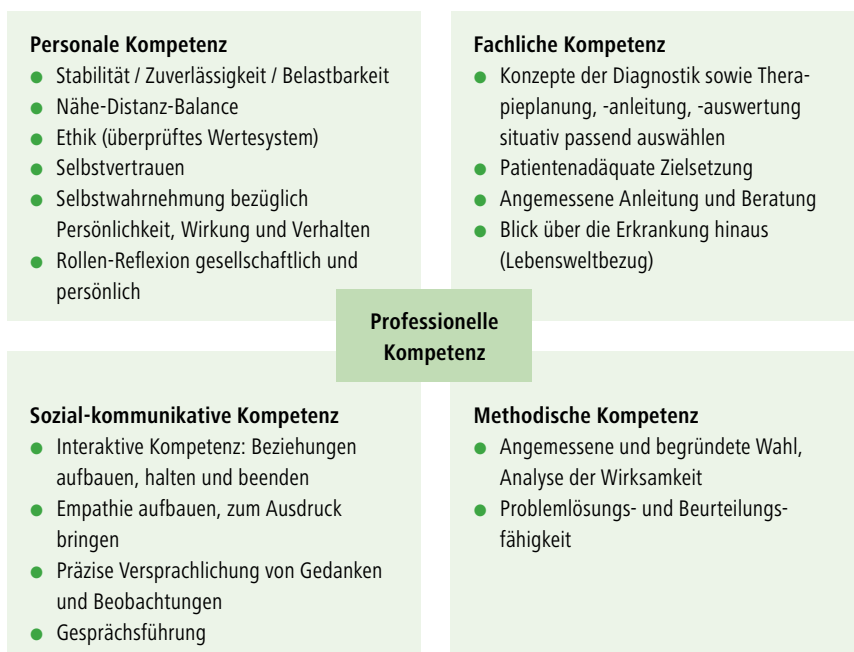 Personale Kompetenz
● Stabilität / Zuverlässigkeit / Belastbarkeit
● Nähe-Distanz-Balance
● Ethik (überprüftes Wertesystem)
● Selbstvertrauen
● Selbstwahrnehmung bezüglich
Persönlichkeit, Wirkung und Verhalten
● Rollen-Reflexion gesellschaftlich und
persönlich
Fachliche Kompetenz
● Konzepte der Diagnostik sowie Thera-
pieplanung, -anleitung, -auswertung
situativ passend auswählen
● Patientenadäquate Zielsetzung
● Angemessene Anleitung und Beratung
● Blick über die Erkrankung hinaus
(Lebensweltbezug)
Professionelle
Kompetenz
Sozial-kommunikative Kompetenz
● Interaktive Kompetenz: Beziehungen
aufbauen, halten und beenden
● Empathie aufbauen, zum Ausdruck
bringen
● Präzise Versprachlichung von Gedanken
und Beobachtungen
● Gesprächsführung
Methodische Kompetenz
● Angemessene und begründete Wahl,
Analyse der Wirksamkeit
● Problemlösungs- und Beurteilungs-
fähigkeit